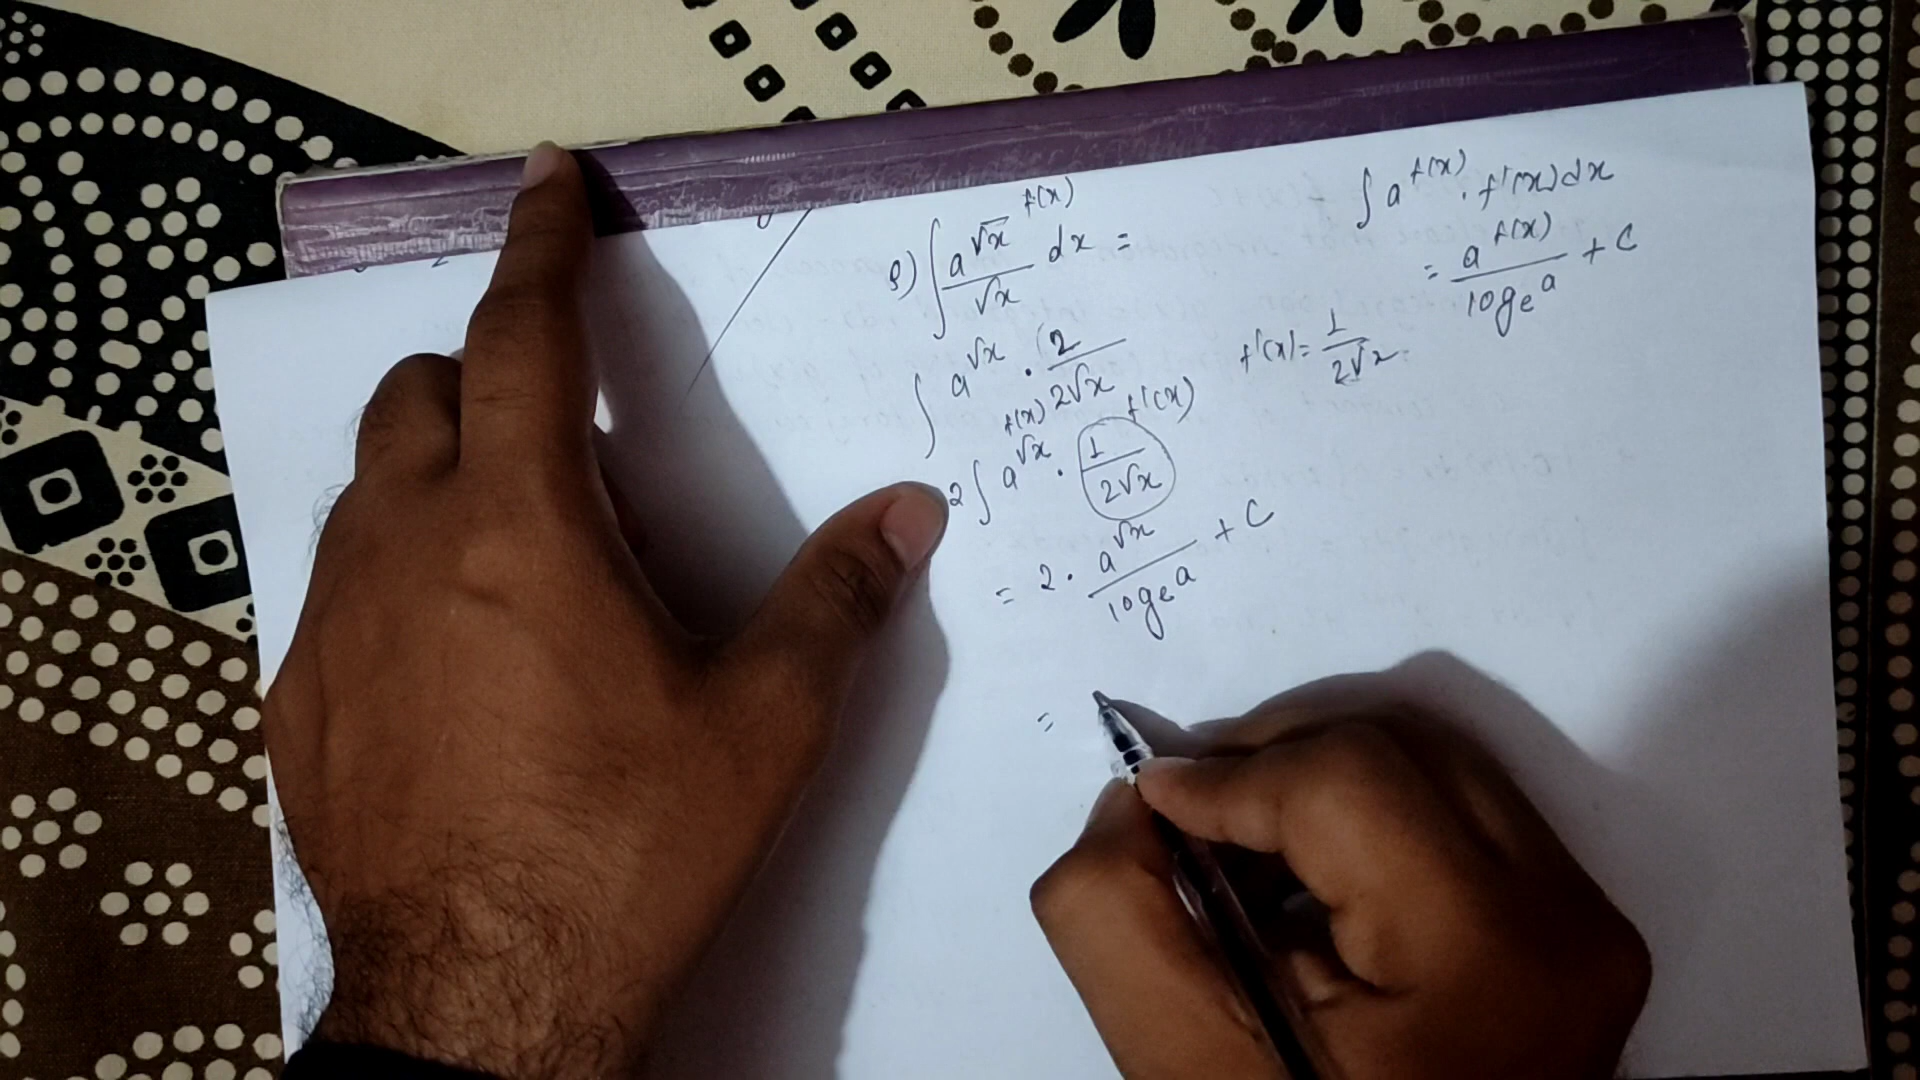 9) ∫ a^√x / √x dx =
f(x)
∫ a^f(x) . f'(x) dx
= a^f(x) / loge a + C
∫ a^√x . 2 / 2√x
f'(x) = 1 / 2√x
f(x) f'(x)
2 ∫ a^√x . 1 / 2√x
= 2 . a^√x / loge a + C
=